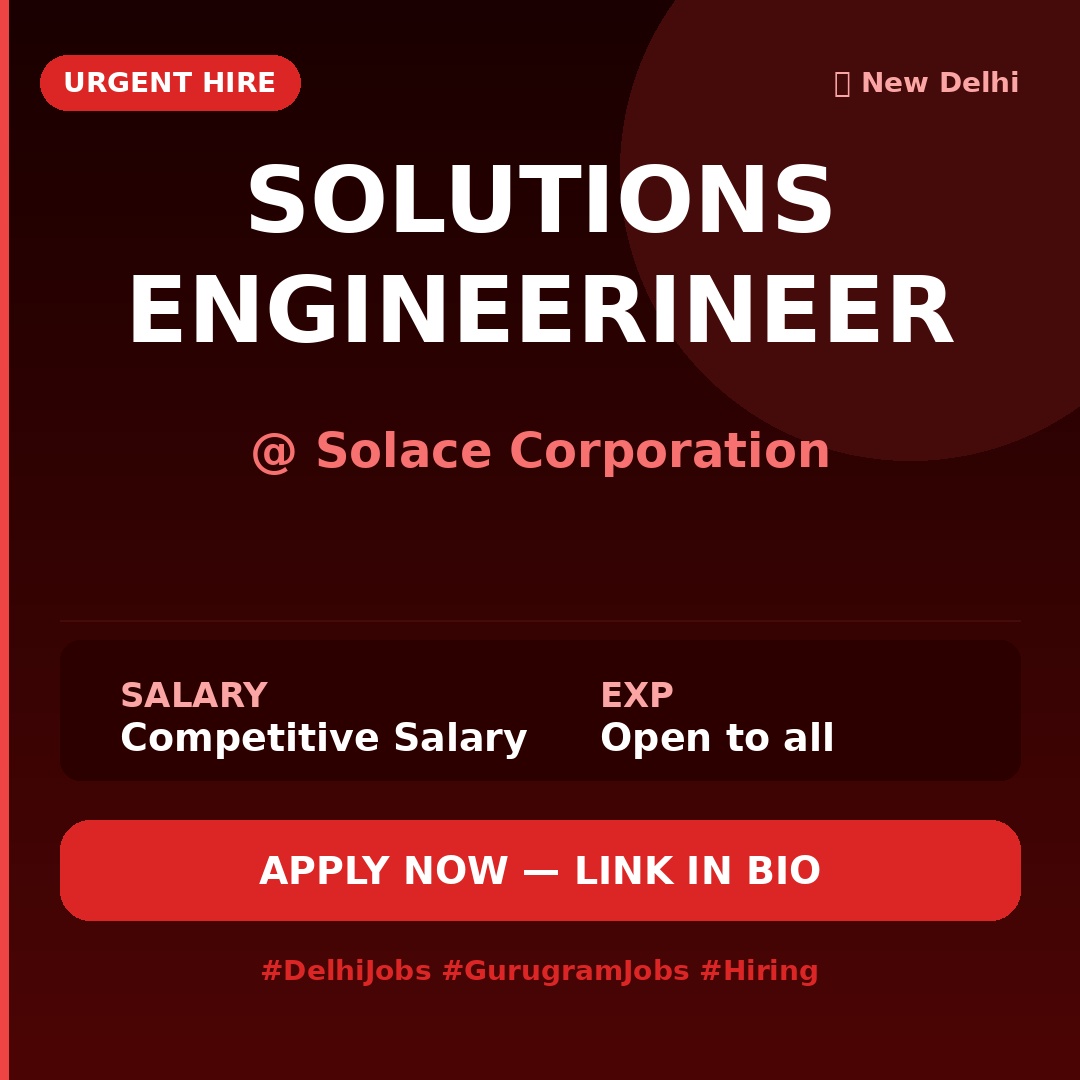 URGENT HIRE
New Delhi
SOLUTIONS
ENGINEERINEER
@ Solace Corporation
SALARY
EXP
Competitive Salary
Open to all
APPLY NOW — LINK IN BIO
#DelhiJobs #GurugramJobs #Hiring